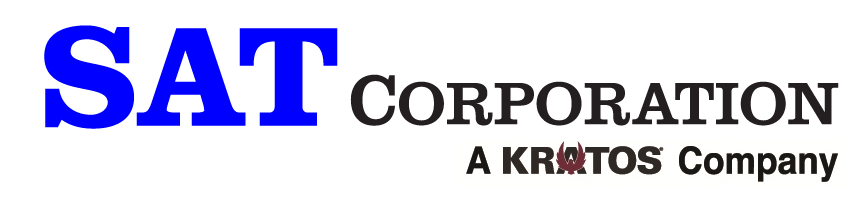 SAT CORPORATION
A KRATOS® Company